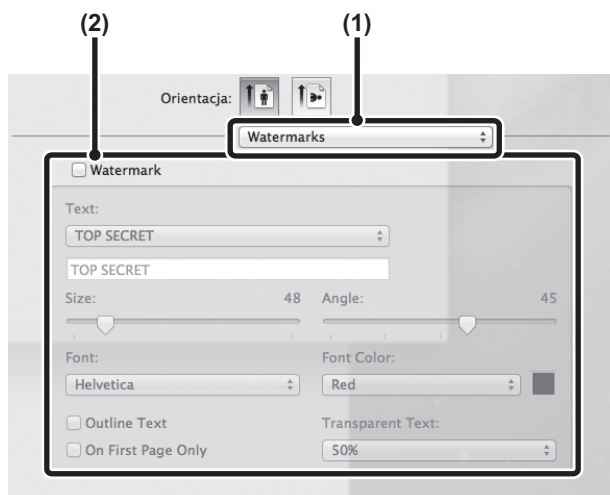 (2) (1)
Orientacja:
Watermarks
Watermark
Text:
TOP SECRET
TOP SECRET
Size: 48 Angle: 45
Font: Font Color:
Helvetica Red
Outline Text Transparent Text:
On First Page Only 50%